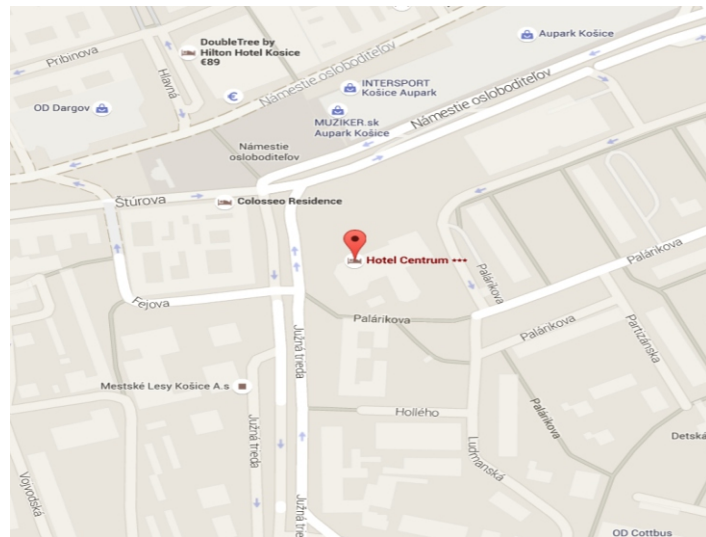 DoubleTree by
Hilton Hotel Kosice
€89
Aupark Košice
Pribinova
Hlavná
Námestie osloboditeľov
INTERSPORT
Košice Aupark
OD Dargov
€
MUZIKER.sk
Aupark Košice
Námestie osloboditeľov
Námestie
osloboditeľov
Štúrova
Colosseo Residence
Hotel Centrum •••
Palárikova
Palárikova
Fejova
Palárikova
Palárikova
Partizánska
Južná trieda
Mestské Lesy Košice A.s
Hollého
Palárikova
Južná trieda
Ludmanská
Detská
Vojvodská
Južná trieda
OD Cottbus